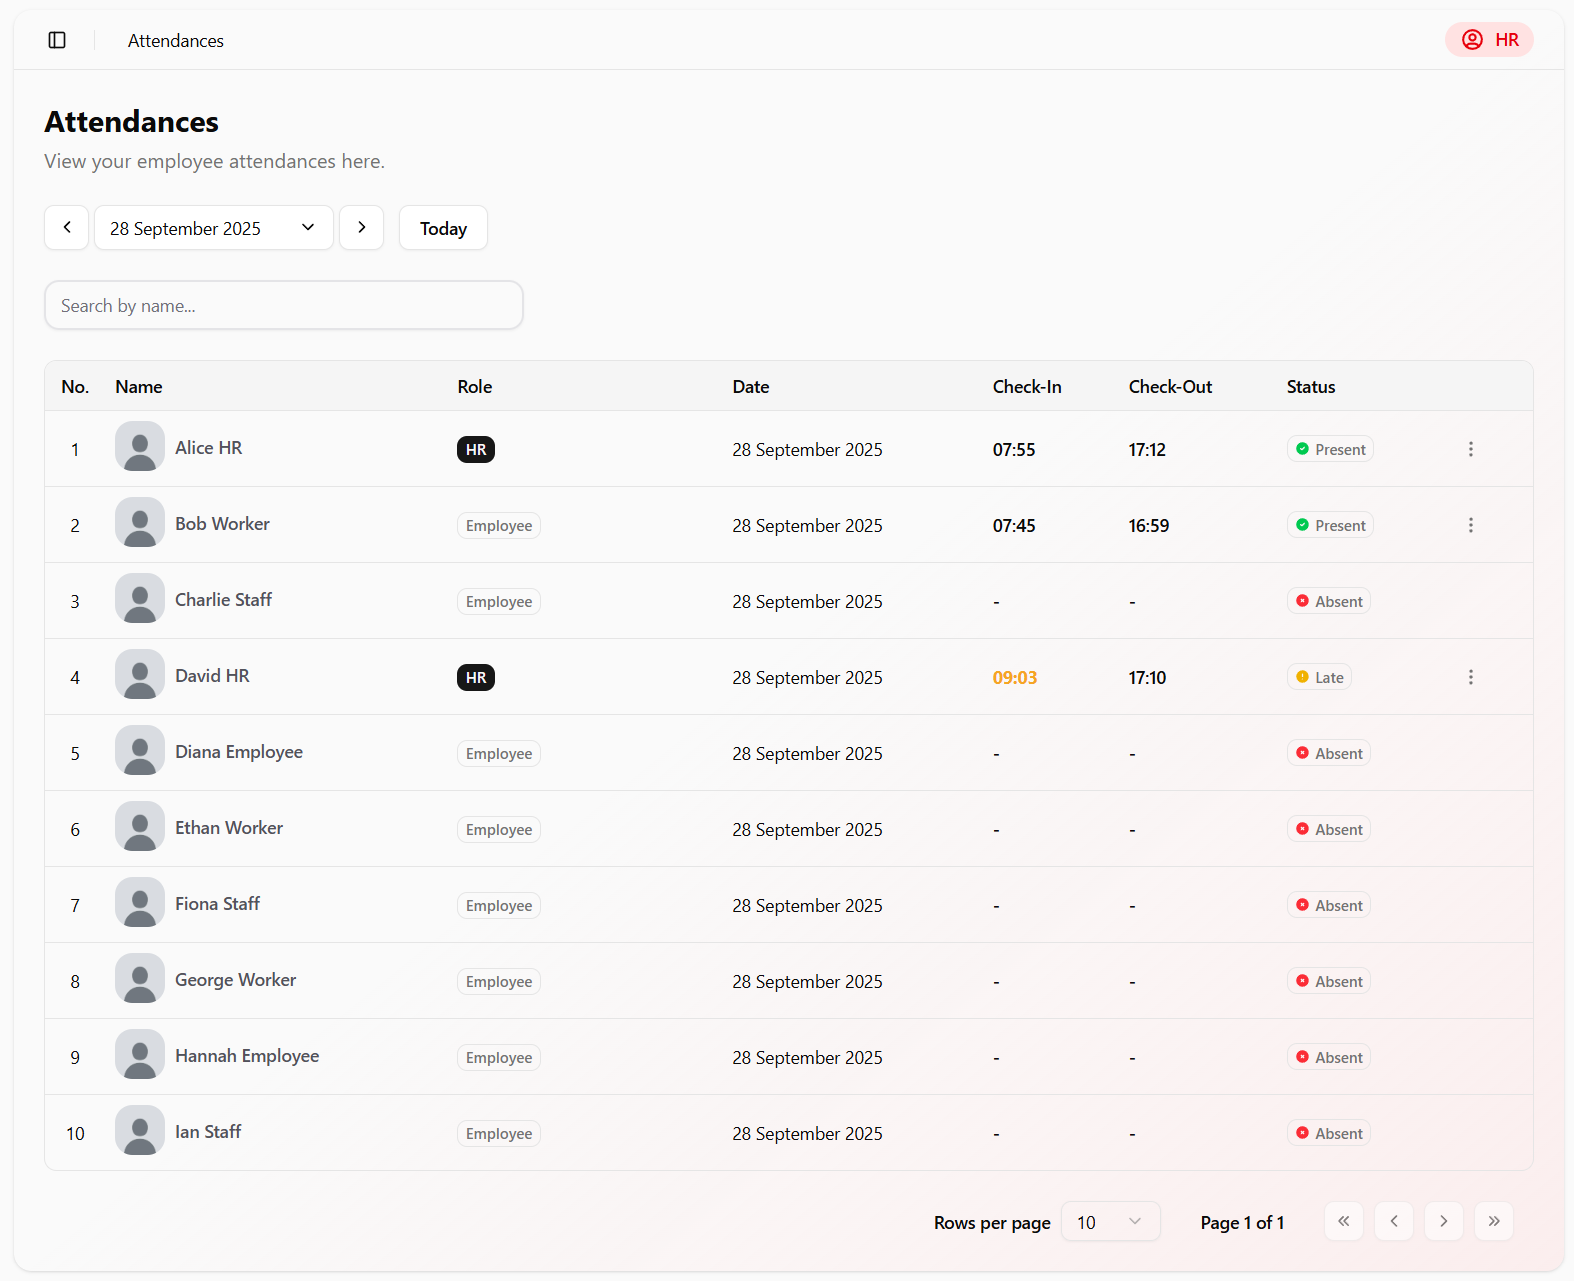 Attendances
HR
Attendances
View your employee attendances here.
28 September 2025
Today
Search by name...
No. Name Role Date Check-In Check-Out Status
1 Alice HR HR 28 September 2025 07:55 17:12 Present
2 Bob Worker Employee 28 September 2025 07:45 16:59 Present
3 Charlie Staff Employee 28 September 2025 - - Absent
4 David HR HR 28 September 2025 09:03 17:10 Late
5 Diana Employee Employee 28 September 2025 - - Absent
6 Ethan Worker Employee 28 September 2025 - - Absent
7 Fiona Staff Employee 28 September 2025 - - Absent
8 George Worker Employee 28 September 2025 - - Absent
9 Hannah Employee Employee 28 September 2025 - - Absent
10 Ian Staff Employee 28 September 2025 - - Absent
Rows per page 10 Page 1 of 1